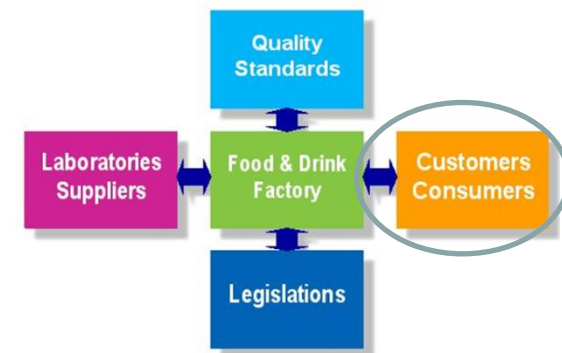 Quality
Standards
Laboratories
Suppliers
Food & Drink
Factory
Customers
Consumers
Legislations